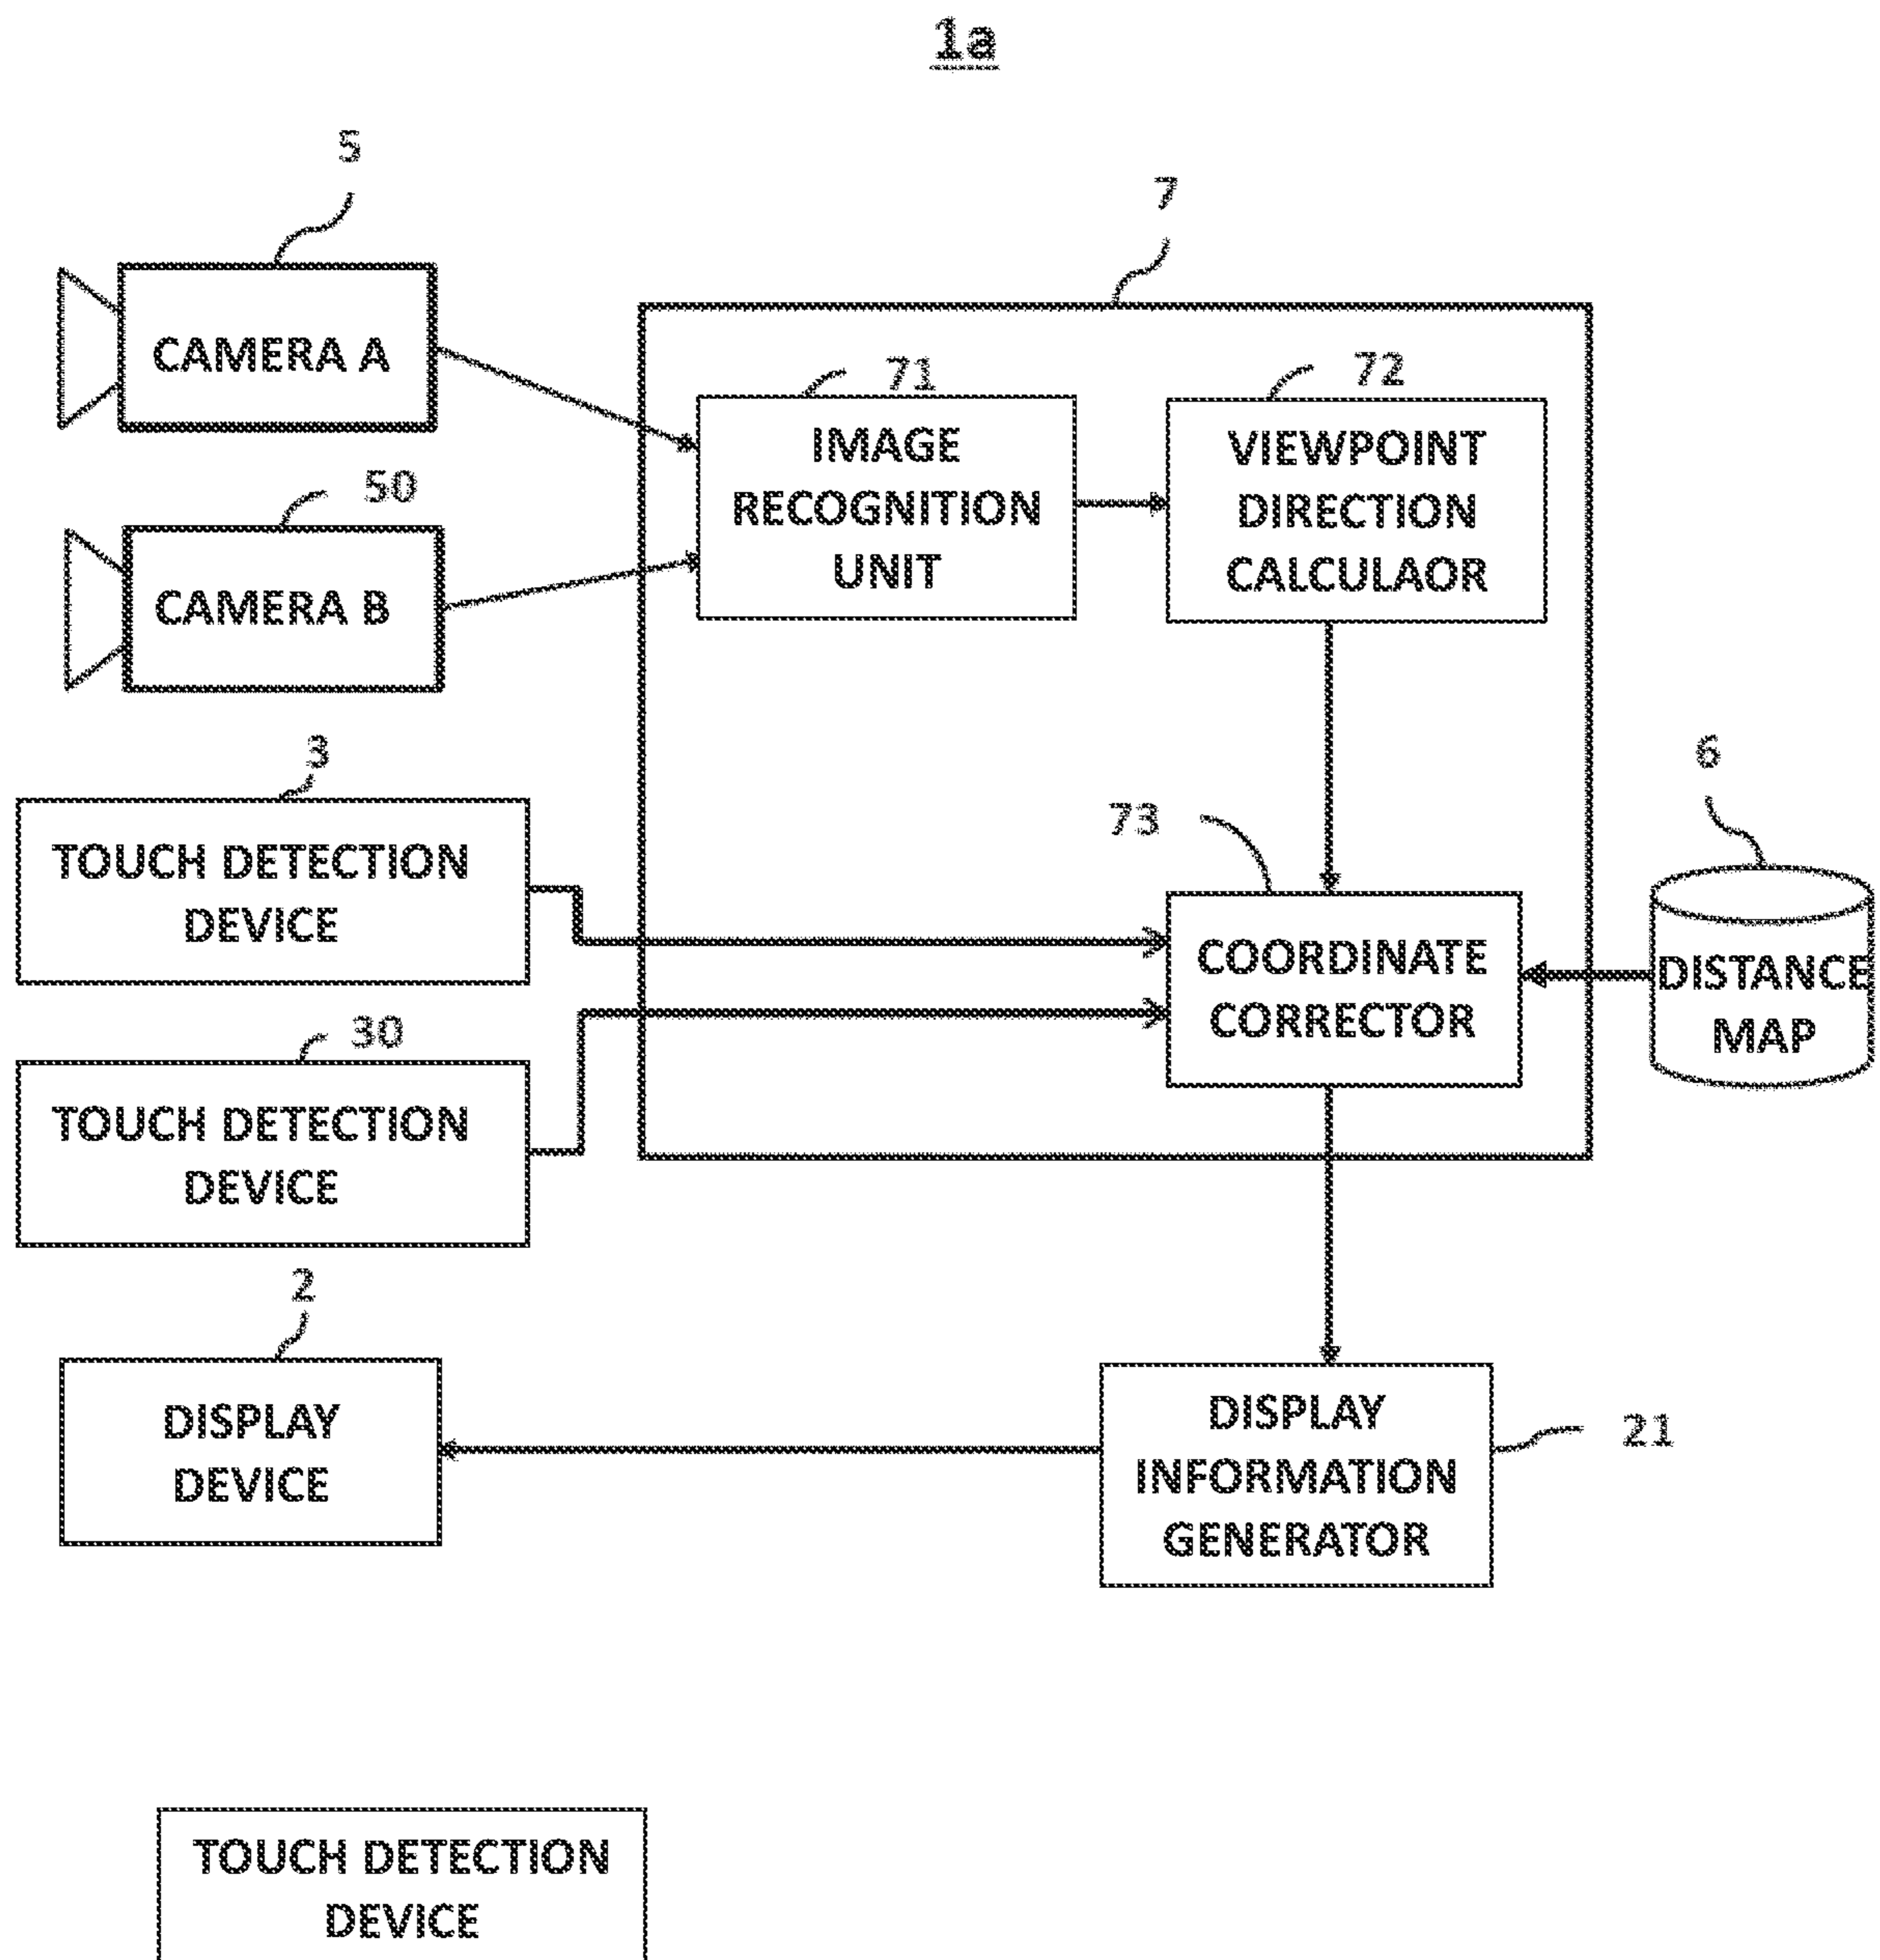 1a
5
CAMERA A
50
CAMERA B
7
71
IMAGE
RECOGNITION
UNIT
72
VIEWPOINT
DIRECTION
CALCULAOR
3
TOUCH DETECTION
DEVICE
30
TOUCH DETECTION
DEVICE
73
COORDINATE
CORRECTOR
6
DISTANCE
MAP
2
DISPLAY
DEVICE
DISPLAY
INFORMATION
GENERATOR
21
TOUCH DETECTION
DEVICE